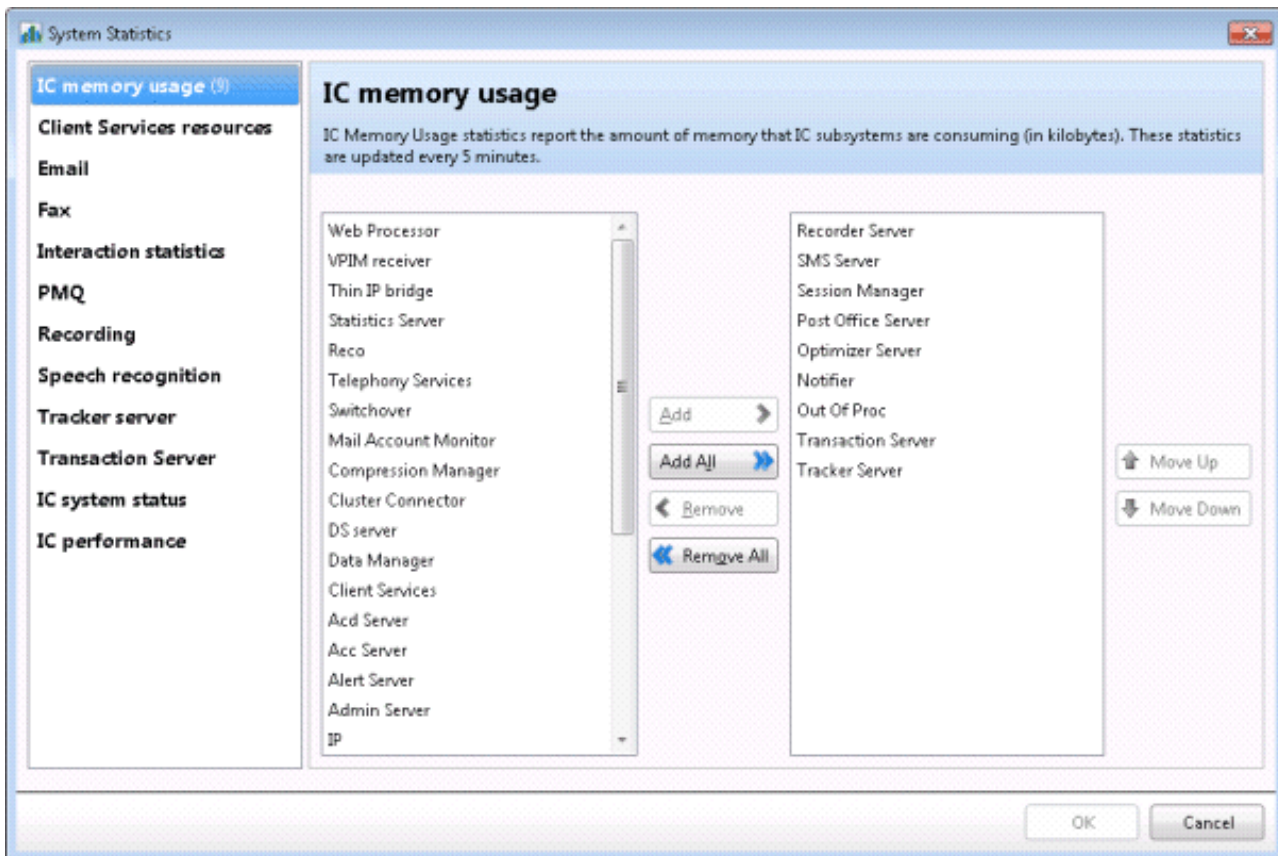 System Statistics
IC memory usage (9)
Client Services resources
Email
Fax
Interaction statistics
PMQ
Recording
Speech recognition
Tracker server
Transaction Server
IC system status
IC performance
IC memory usage
IC Memory Usage statistics report the amount of memory that IC subsystems are consuming (in kilobytes). These statistics
are updated every 5 minutes.
Web Processor
VPIM receiver
Thin IP bridge
Statistics Server
Reco
Telephony Services
Switchover
Mail Account Monitor
Compression Manager
Cluster Connector
DS server
Data Manager
Client Services
Acd Server
Acc Server
Alert Server
Admin Server
IP
Add
Add All
Remove
Remove All
Recorder Server
SMS Server
Session Manager
Post Office Server
Optimizer Server
Notifier
Out Of Proc
Transaction Server
Tracker Server
Move Up
Move Down
OK
Cancel